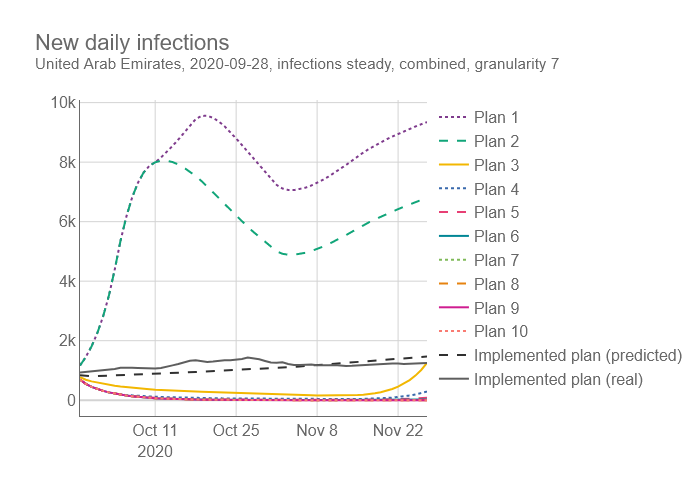 New daily infections
United Arab Emirates, 2020-09-28, infections steady, combined, granularity 7
10k
8k
6k
4k
2k
0
Oct 11
2020
Oct 25
Nov 8
Nov 22
Plan 1
Plan 2
Plan 3
Plan 4
Plan 5
Plan 6
Plan 7
Plan 8
Plan 9
Plan 10
Implemented plan (predicted)
Implemented plan (real)